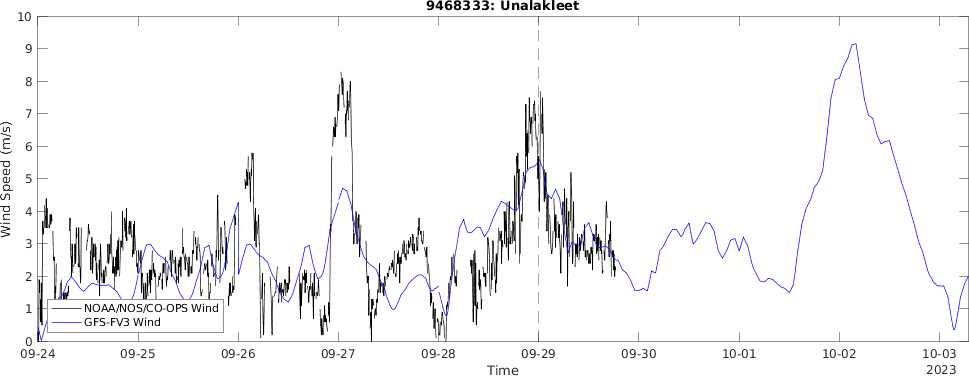 9468333: Unalakleet
10
9
8
7
6
5
4
3
2
1
0
Wind Speed (m/s)
NOAA/NOS/CO-OPS Wind
GFS-FV3 Wind
09-24 09-25 09-26 09-27 09-28 09-29 09-30 10-01 10-02 10-03
Time
2023